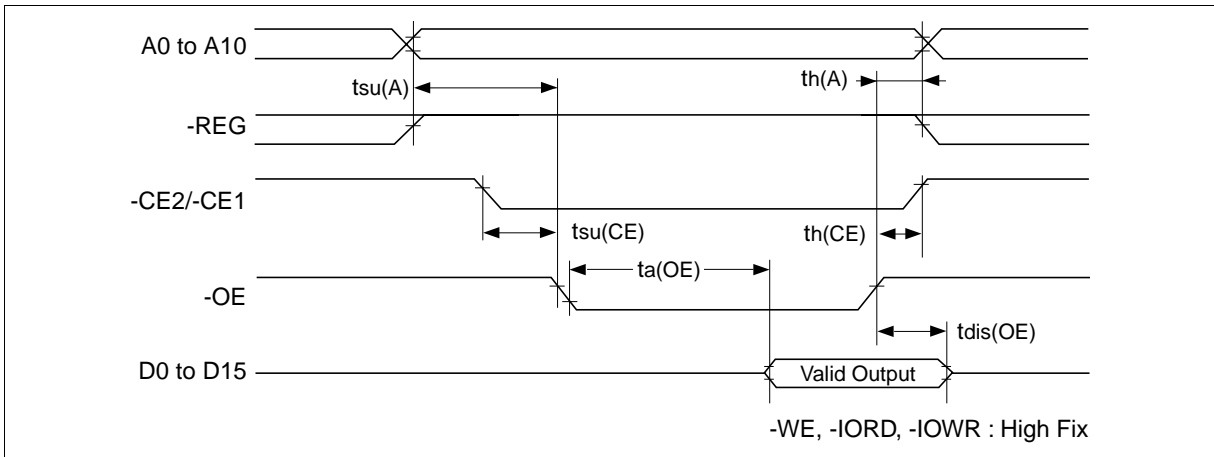 A0 to A10
tsu(A)
th(A)
-REG
-CE2/-CE1
tsu(CE)
th(CE)
ta(OE)
-OE
tdis(OE)
D0 to D15
Valid Output
-WE, -IORD, -IOWR : High Fix